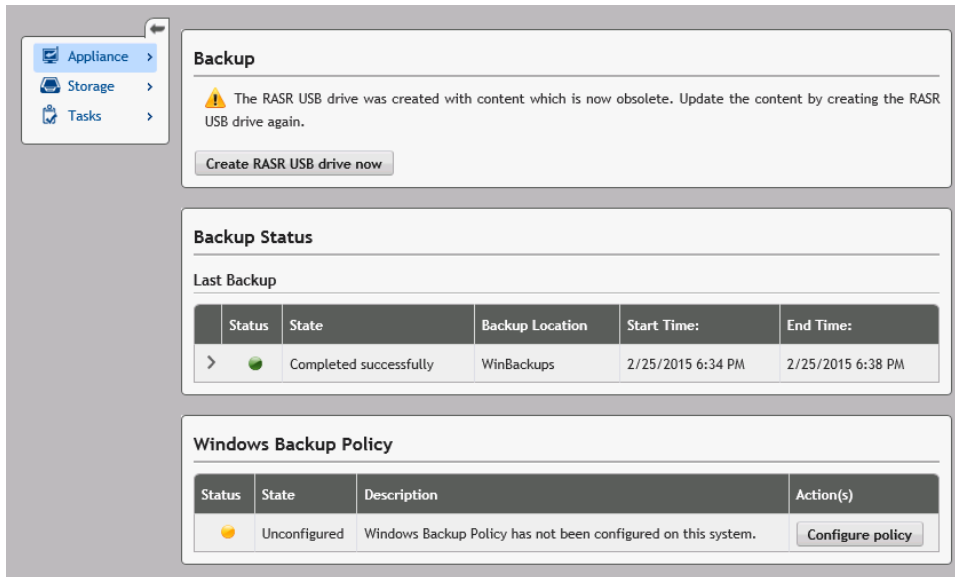 Appliance
Storage
Tasks
Backup
The RASR USB drive was created with content which is now obsolete. Update the content by creating the RASR
USB drive again.
Create RASR USB drive now
Backup Status
Last Backup
Status State Backup Location Start Time: End Time:
Completed successfully WinBackups 2/25/2015 6:34 PM 2/25/2015 6:38 PM
Windows Backup Policy
Status State Description Action(s)
Unconfigured Windows Backup Policy has not been configured on this system. Configure policy